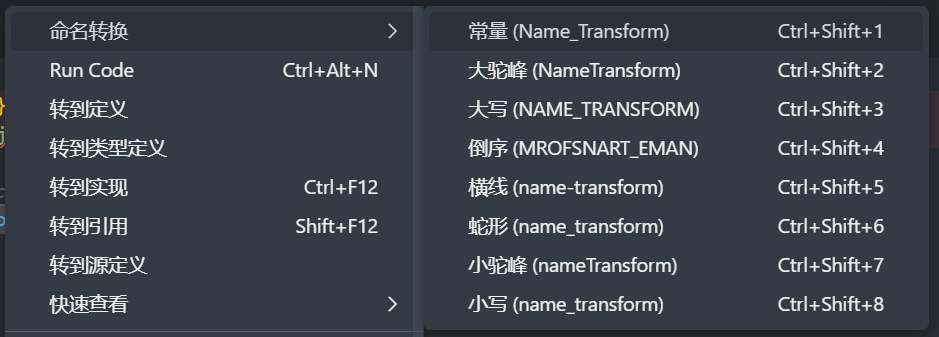 命名转换
Run Code Ctrl+Alt+N
转到定义
转到类型定义
转到实现 Ctrl+F12
转到引用 Shift+F12
转到源定义
快速查看
常量 (Name_Transform) Ctrl+Shift+1
大驼峰 (NameTransform) Ctrl+Shift+2
大写 (NAME_TRANSFORM) Ctrl+Shift+3
倒序 (MROFSNART_EMAN) Ctrl+Shift+4
横线 (name-transform) Ctrl+Shift+5
蛇形 (name_transform) Ctrl+Shift+6
小驼峰 (nameTransform) Ctrl+Shift+7
小写 (name_transform) Ctrl+Shift+8